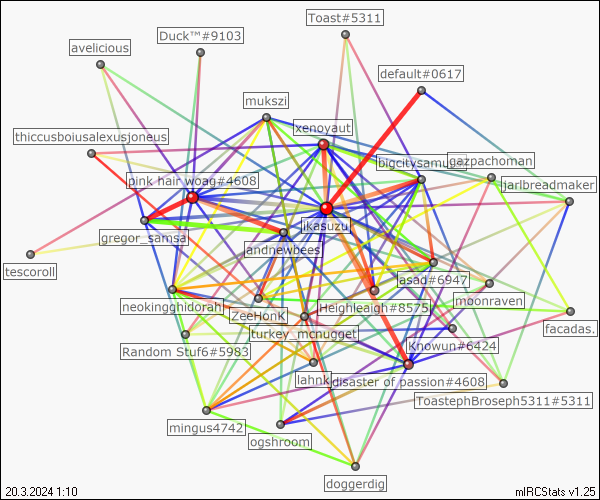 Toast#5311
Duck™#9103
avelicious
default#0617
mukszi
xenoyaut
thiccusboiusalexusjoneus
bigcitysamurai
gazpachoman
pink hair woag#4608
jarlbreadmaker
ikasuzu
gregor_samsa
andnewbees
tescoroll
asad#6947
moonraven
neokingghidorah
ZeeHonk
Heighleigh#8575
facadas.
turkey_mcnugget
Random Stuf6#5983
Knowun#6424
lahnk
disaster of passion#4608
ToastephBroseph5311#5311
mingus4742
ogshroom
doggerdig
20.3.2024 1:10
mIRCStats v1.25